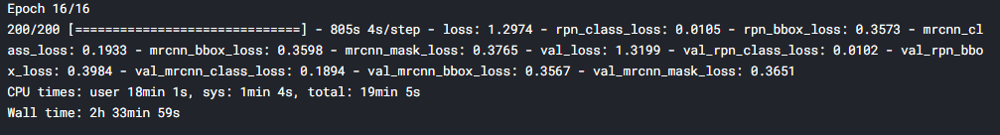 Epoch 16/16
200/200 [==============================] - 805s 4s/step - loss: 1.2974 - rpn_class_loss: 0.0105 - rpn_bbox_loss: 0.3573 - mrcnn_cl
ass_loss: 0.1933 - mrcnn_bbox_loss: 0.3598 - mrcnn_mask_loss: 0.3765 - val_loss: 1.3199 - val_rpn_class_loss: 0.0102 - val_rpn_bbo
x_loss: 0.3984 - val_mrcnn_class_loss: 0.1894 - val_mrcnn_bbox_loss: 0.3567 - val_mrcnn_mask_loss: 0.3651
CPU times: user 18min 1s, sys: 1min 4s, total: 19min 5s
Wall time: 2h 33min 59s